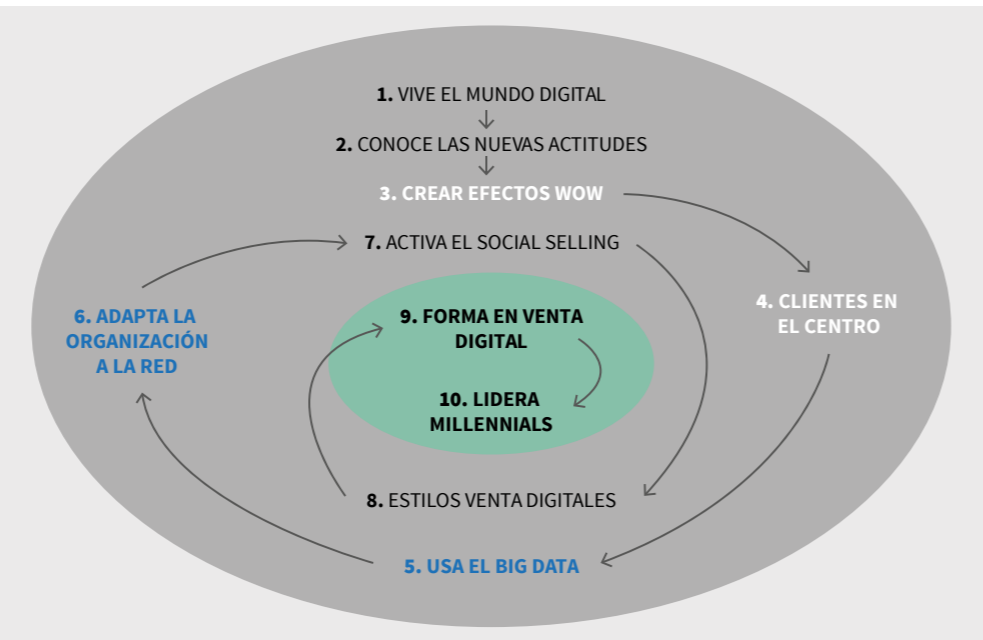 1. VIVE EL MUNDO DIGITAL
2. CONOCE LAS NUEVAS ACTITUDES
3. CREAR EFECTOS WOW
4. CLIENTES EN
EL CENTRO
5. USA EL BIG DATA
6. ADAPTA LA
ORGANIZACIÓN
A LA RED
7. ACTIVA EL SOCIAL SELLING
8. ESTILOS VENTA DIGITALES
9. FORMA EN VENTA
DIGITAL
10. LIDERA
MILLENNIALS